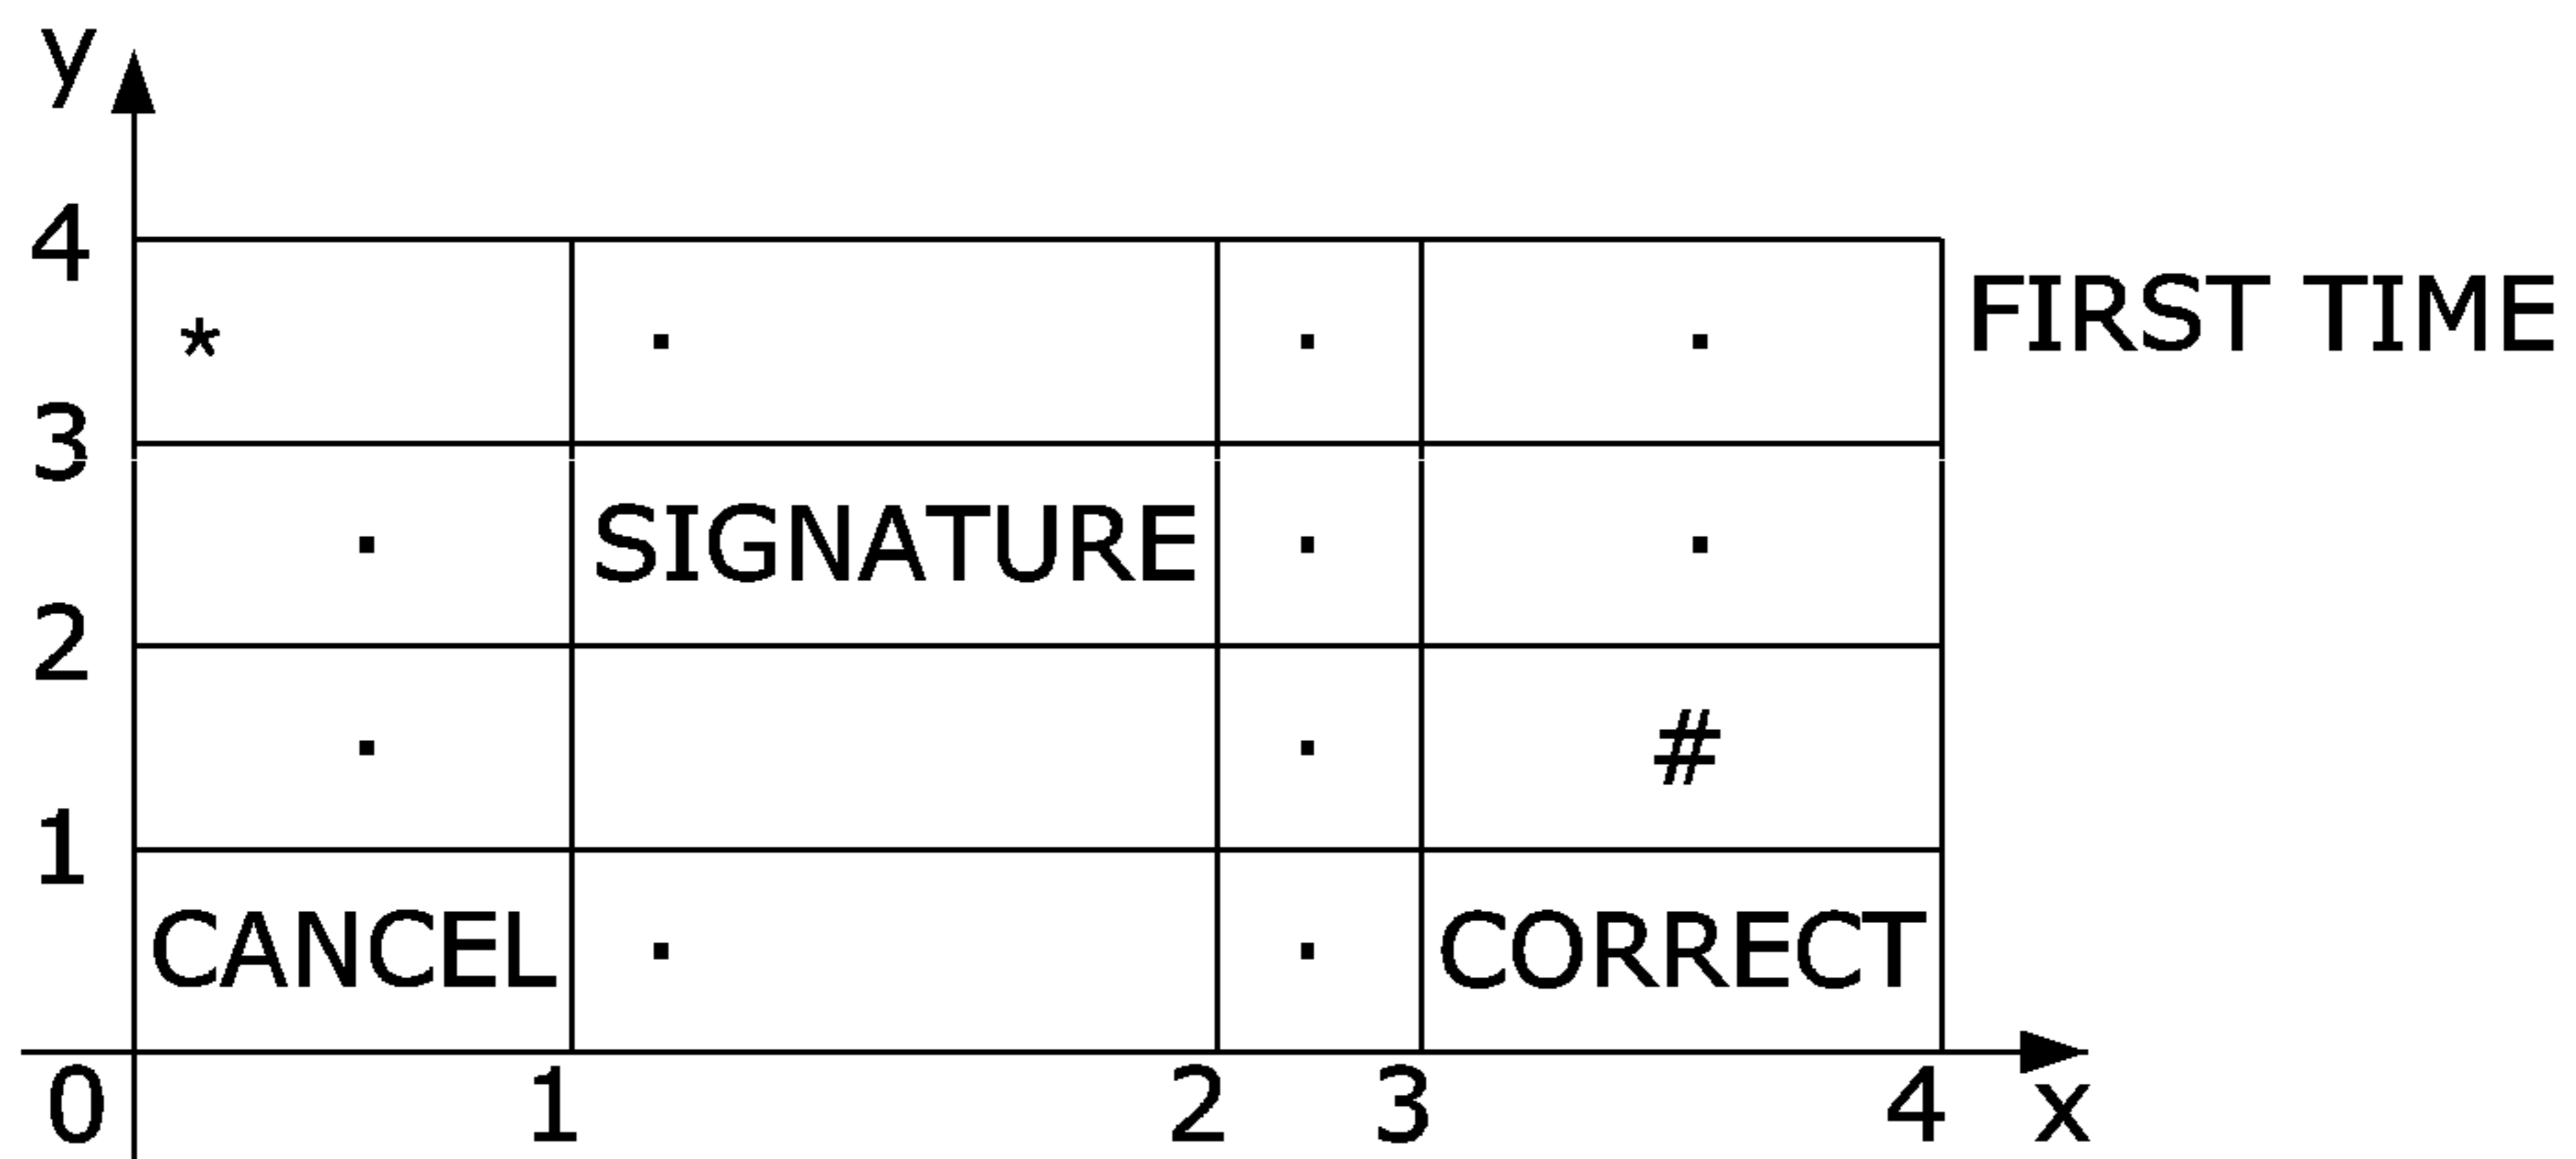 y
4
* · · · FIRST TIME
3
· SIGNATURE · ·
2
· · #
1
CANCEL · · CORRECT
0 1 2 3 4 x